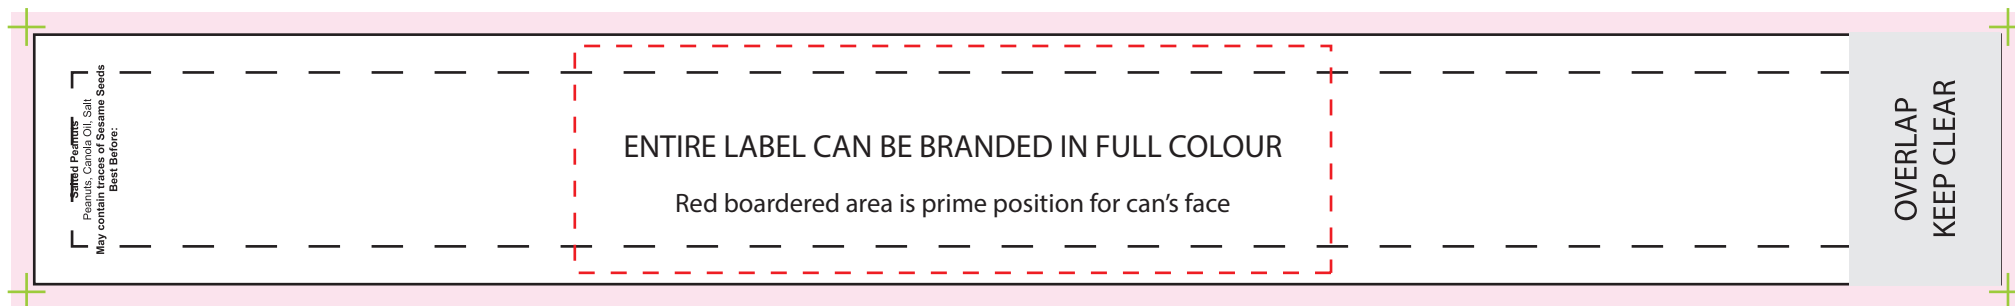 Salted Peanuts
Peanuts, Canola Oil, Salt
May contain traces of Sesame Seeds
Best Before:
ENTIRE LABEL CAN BE BRANDED IN FULL COLOUR
Red boardered area is prime position for can’s face
OVERLAP
KEEP CLEAR